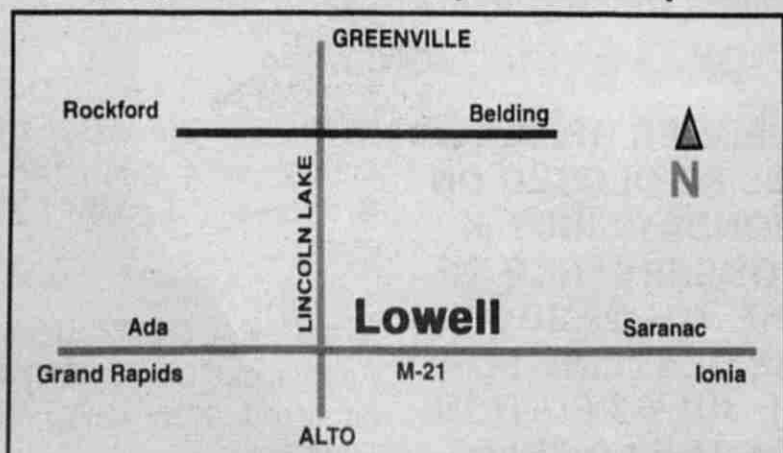 GREENVILLE
Rockford Belding
N
LINCOLN LAKE
Lowell
Ada Saranac
Grand Rapids M-21 Ionia
ALTO